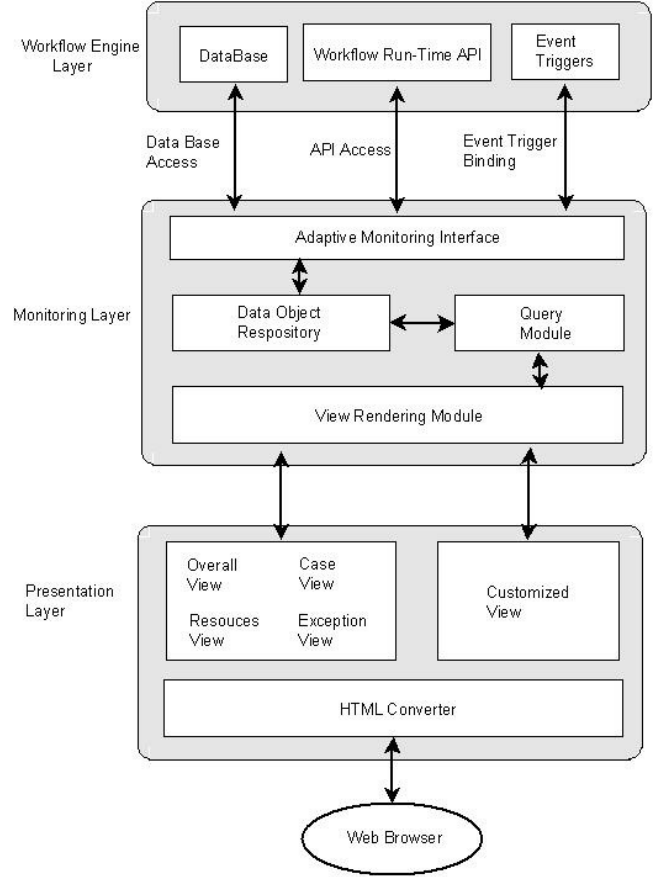 Workflow Engine
Layer
DataBase
Workflow Run-Time API
Event
Triggers
Data Base
Access
API Access
Event Trigger
Binding
Adaptive Monitoring Interface
Monitoring Layer
Data Object
Respository
Query
Module
View Rendering Module
Presentation
Layer
Overall
View
Case
View
Resouces
View
Exception
View
Customized
View
HTML Converter
Web Browser